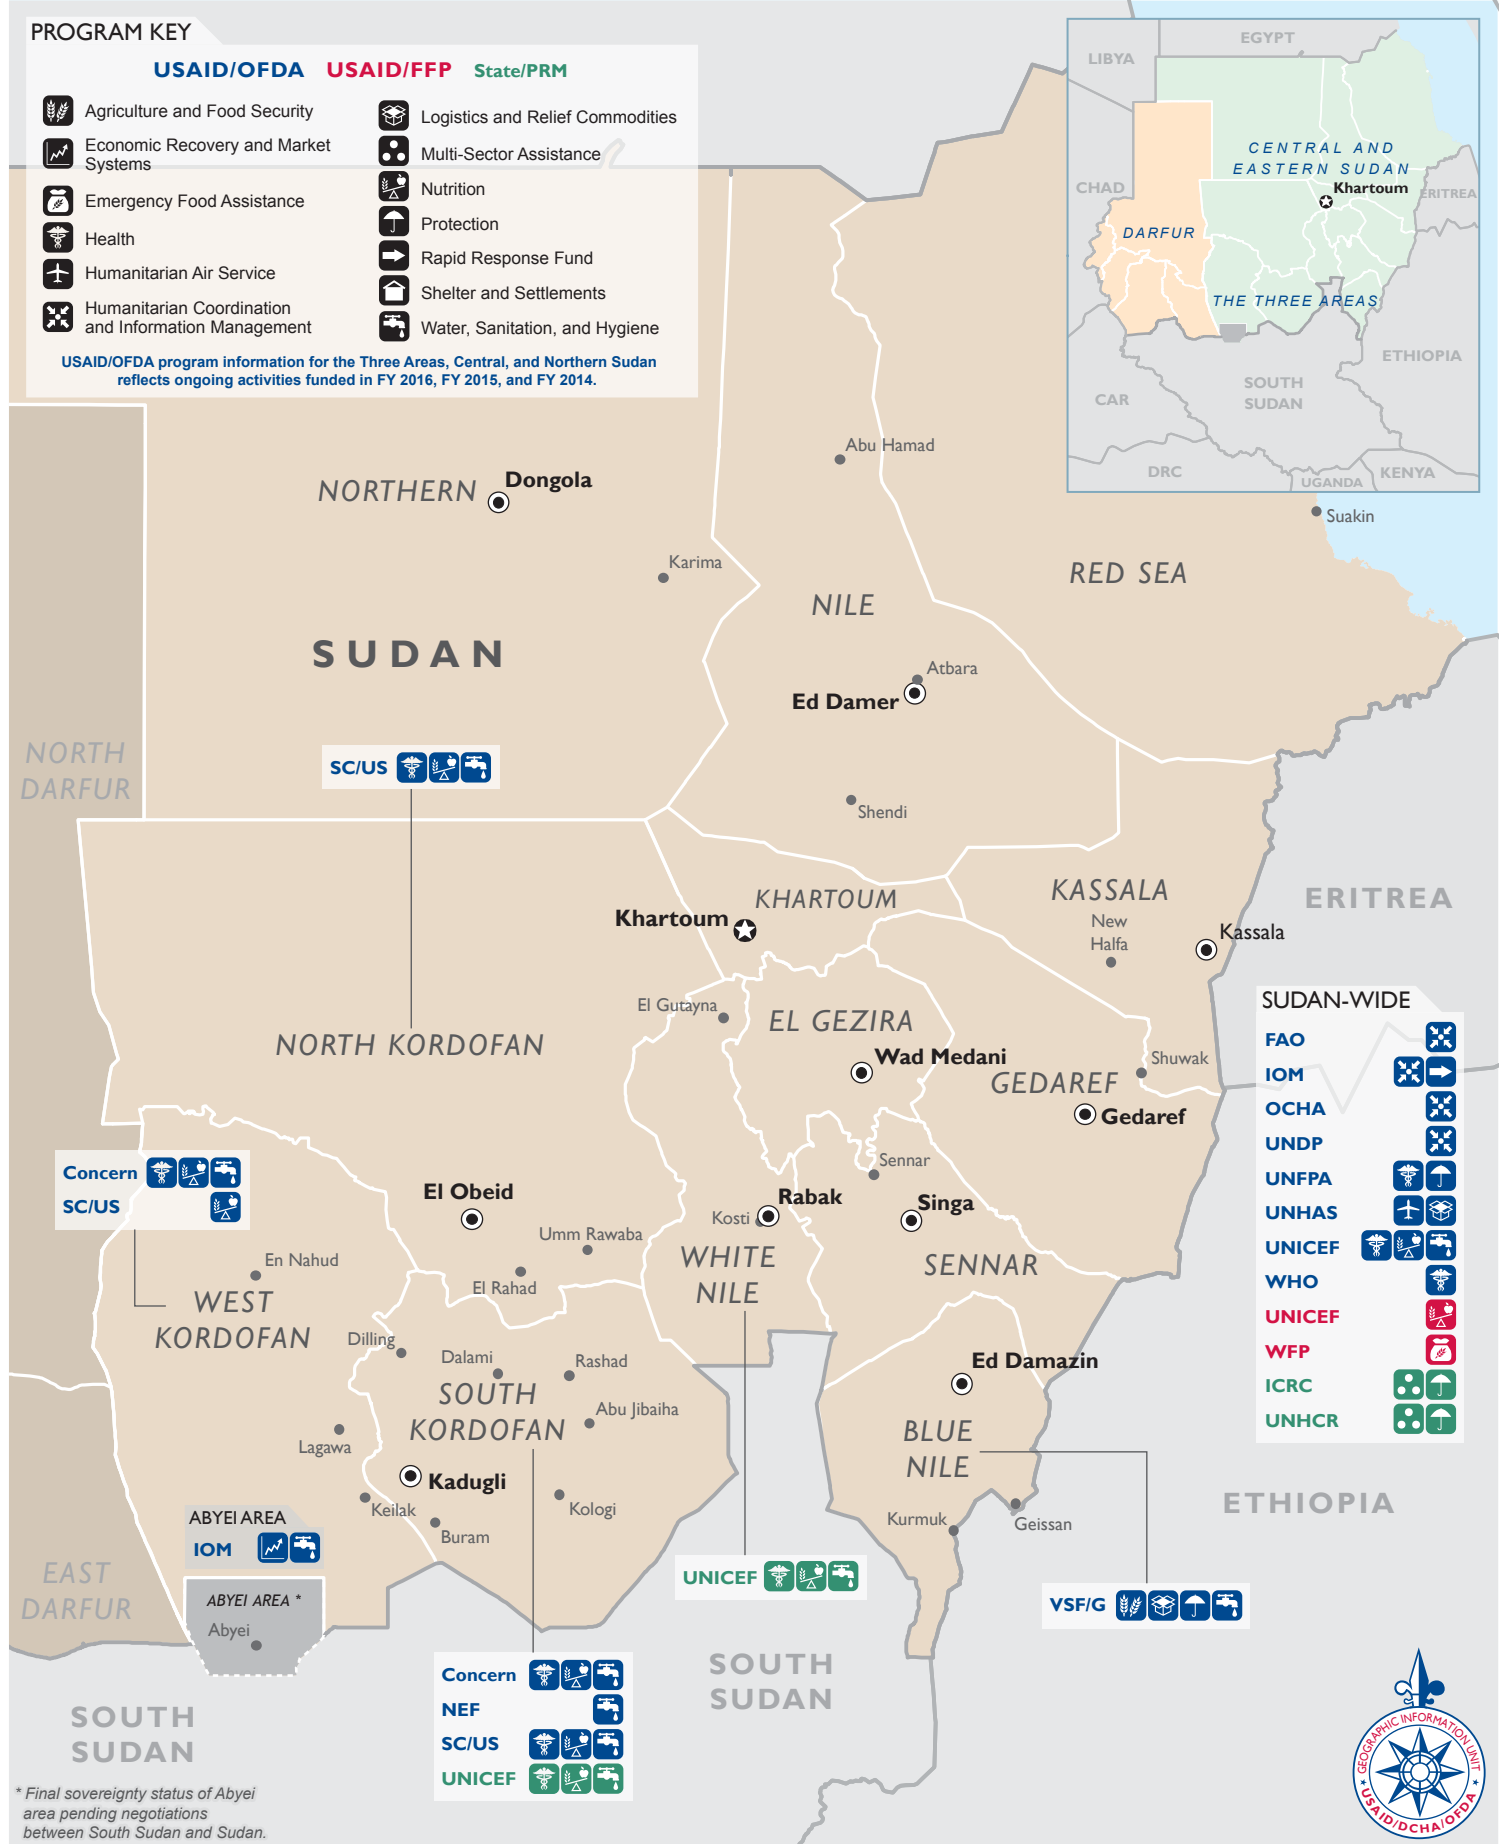 PROGRAM KEY
USAID/OFDA USAID/FFP State/PRM
Agriculture and Food Security
Economic Recovery and Market
Systems
Emergency Food Assistance
Health
Humanitarian Air Service
Humanitarian Coordination
and Information Management
Logistics and Relief Commodities
Multi-Sector Assistance
Nutrition
Protection
Rapid Response Fund
Shelter and Settlements
Water, Sanitation, and Hygiene
USAID/OFDA program information for the Three Areas, Central, and Northern Sudan
reflects ongoing activities funded in FY 2016, FY 2015, and FY 2014.
EGYPT
LIBYA
CENTRAL AND
EASTERN SUDAN
CHAD
Khartoum
ERITREA
DARFUR
THE THREE AREAS
ETHIOPIA
SOUTH
SUDAN
CAR
DRC
UGANDA
KENYA
Abu Hamad
NORTHERN
Dongola
Suakin
Karima
RED SEA
NILE
SUDAN
Atbara
Ed Damer
NORTH
DARFUR
SC/US
Shendi
KHARTOUM
KASSALA
ERITREA
Khartoum
New
Halfa
Kassala
El Gutayna
EL GEZIRA
NORTH KORDOFAN
Wad Medani
GEDAREF
Shuwak
Gedaref
SUDAN-WIDE
FAO
IOM
OCHA
UNDP
UNFPA
UNHAS
UNICEF
WHO
UNICEF
WFP
ICRC
UNHCR
Concern
SC/US
El Obeid
Sennar
Rabak
Singa
Kosti
Umm Rawaba
En Nahud
El Rahad
WHITE
NILE
SENNAR
WEST
KORDOFAN
Dilling
Dalami
Rashad
Ed Damazin
SOUTH
KORDOFAN
Abu Jibaiha
BLUE
NILE
Lagawa
Kadugli
Keilak
Kologi
Buram
Kurmuk
Geissan
ETHIOPIA
ABYEI AREA
IOM
EAST
DARFUR
ABYEI AREA *
Abyei
UNICEF
VSF/G
Concern
NEF
SC/US
UNICEF
SOUTH
SUDAN
SOUTH
SUDAN
* Final sovereignty status of Abyei
area pending negotiations
between South Sudan and Sudan.
GEOGRAPHIC INFORMATION UNIT
USAID/DCHA/OFDA